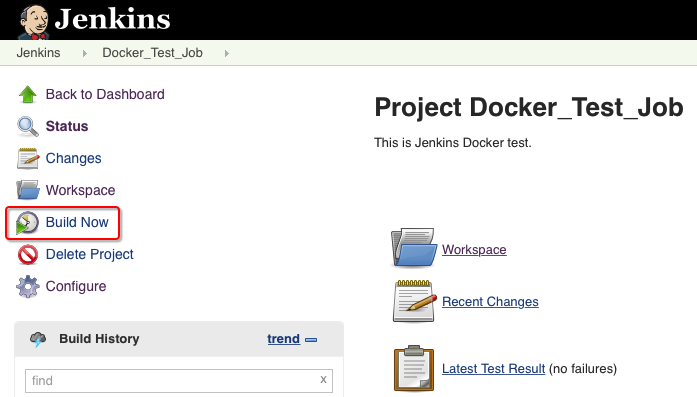 Jenkins
Jenkins Docker_Test_Job
Back to Dashboard
Status
Changes
Workspace
Build Now
Delete Project
Configure
Build History trend
find x
Project Docker_Test_Job
This is Jenkins Docker test.
Workspace
Recent Changes
Latest Test Result (no failures)